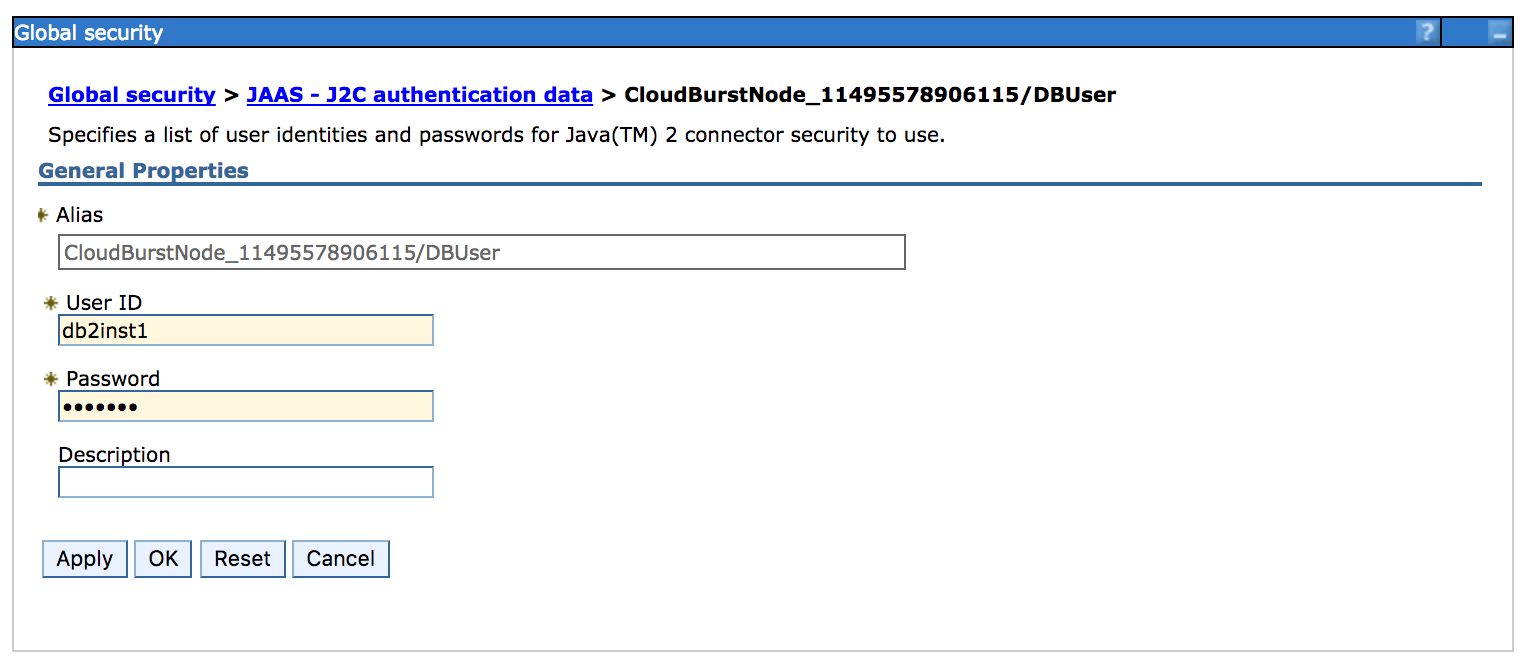 Global security
?
Global security > JAAS - J2C authentication data > CloudBurstNode_11495578906115/DBUser
Specifies a list of user identities and passwords for Java(TM) 2 connector security to use.
General Properties
Alias
CloudBurstNode_11495578906115/DBUser
User ID
db2inst1
Password
•••••••
Description
Apply OK Reset Cancel